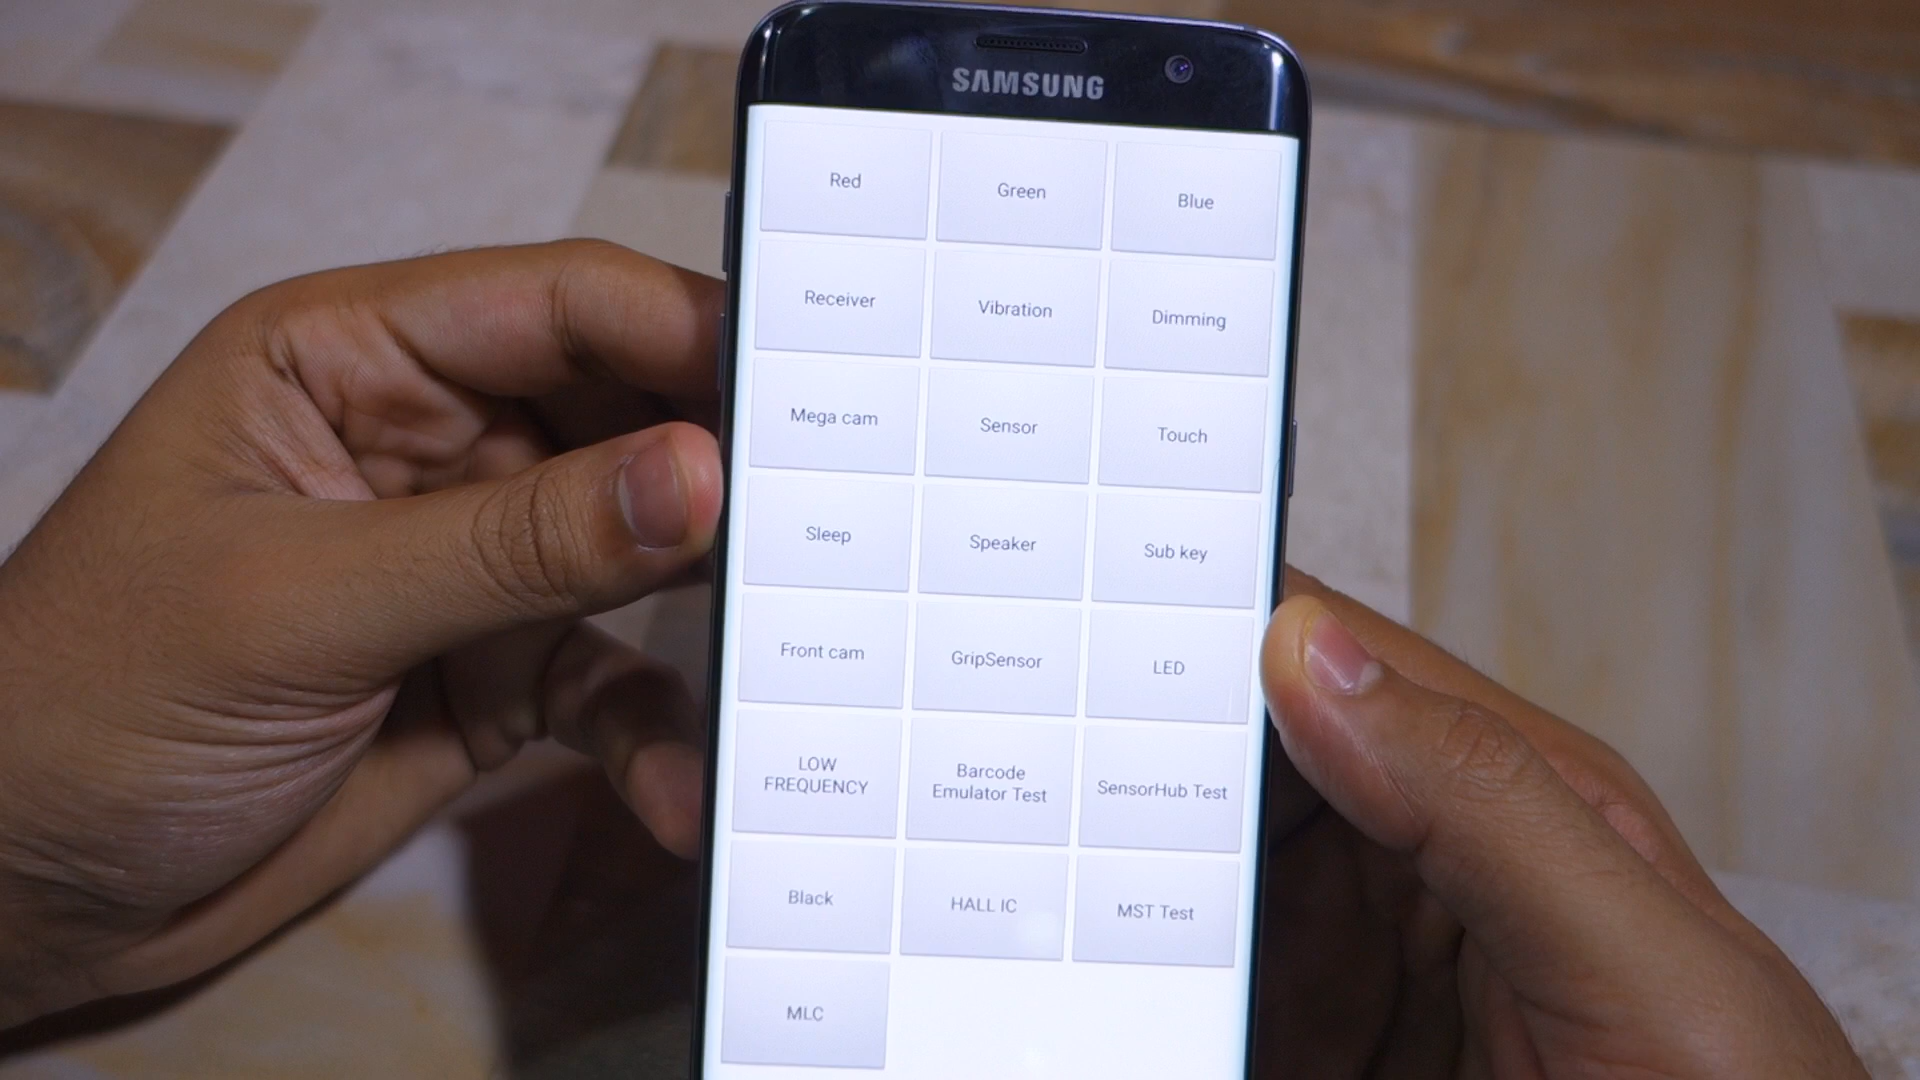 SAMSUNG
Red
Green
Blue
Receiver
Vibration
Dimming
Mega cam
Sensor
Touch
Sleep
Speaker
Sub key
Front cam
GripSensor
LED
LOW
FREQUENCY
Barcode
Emulator Test
SensorHub Test
Black
HALL IC
MST Test
MLC